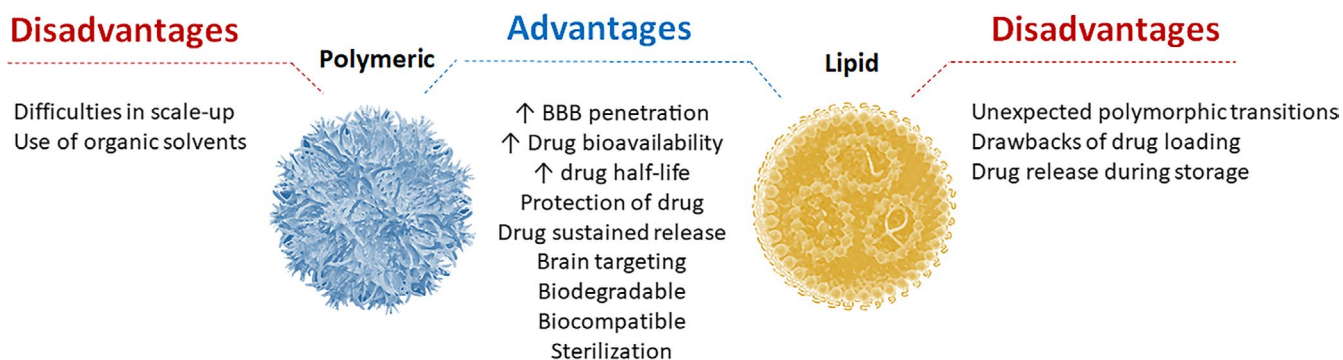 Disadvantages
Polymeric
Difficulties in scale-up
Use of organic solvents
Advantages
↑ BBB penetration
↑ Drug bioavailability
↑ drug half-life
Protection of drug
Drug sustained release
Brain targeting
Biodegradable
Biocompatible
Sterilization
Lipid
Disadvantages
Unexpected polymorphic transitions
Drawbacks of drug loading
Drug release during storage